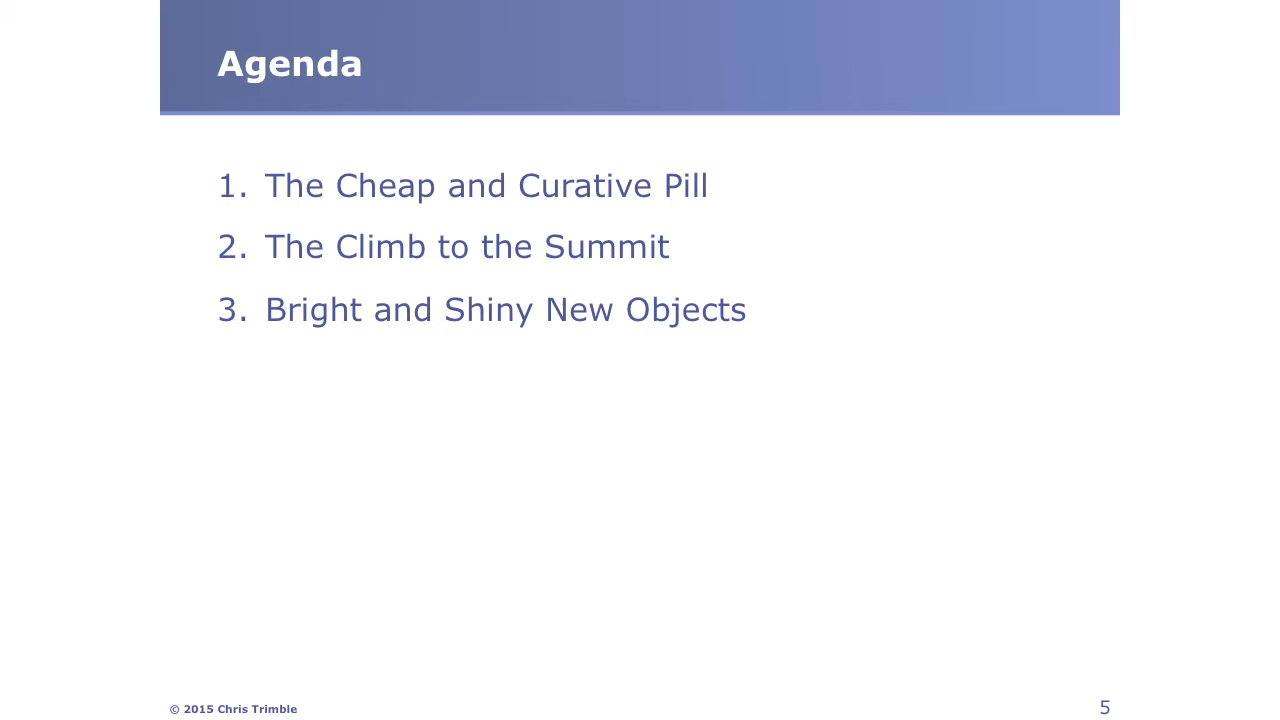 Agenda
1. The Cheap and Curative Pill
2. The Climb to the Summit
3. Bright and Shiny New Objects
© 2015 Chris Trimble
5